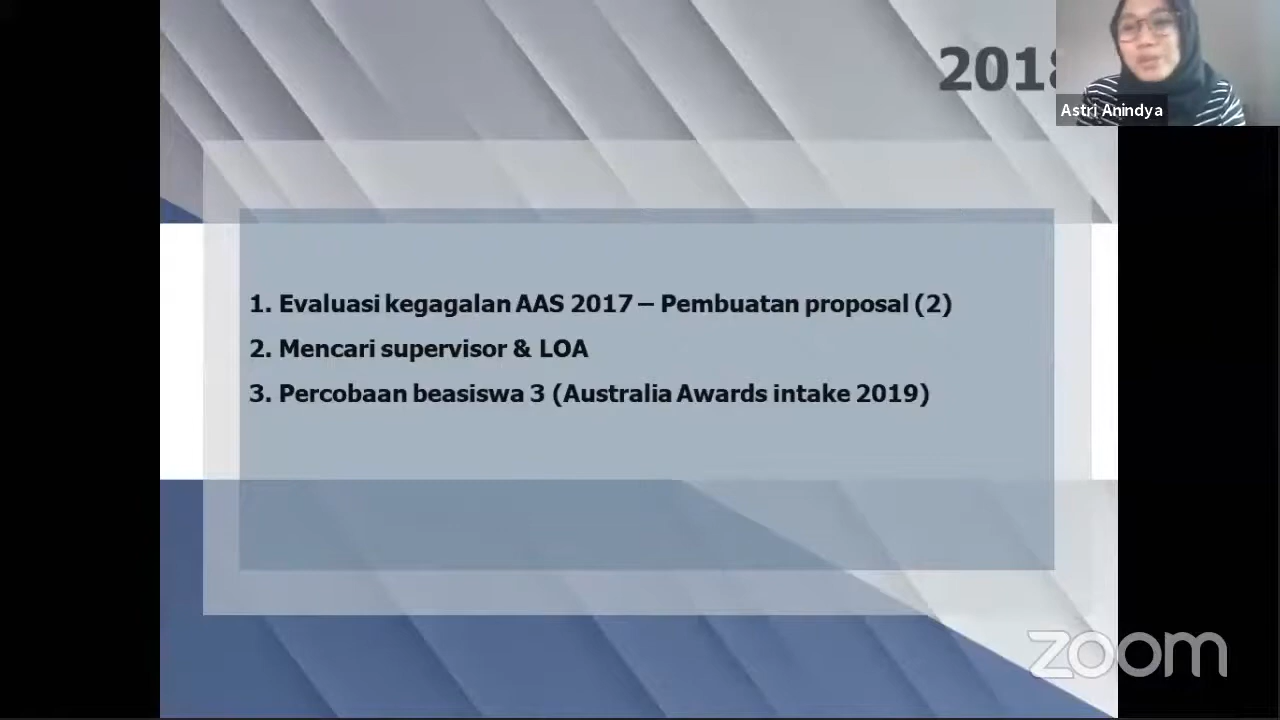 2018
Astri Anindya
1. Evaluasi kegagalan AAS 2017 – Pembuatan proposal (2)
2. Mencari supervisor & LOA
3. Percobaan beasiswa 3 (Australia Awards intake 2019)
zoom